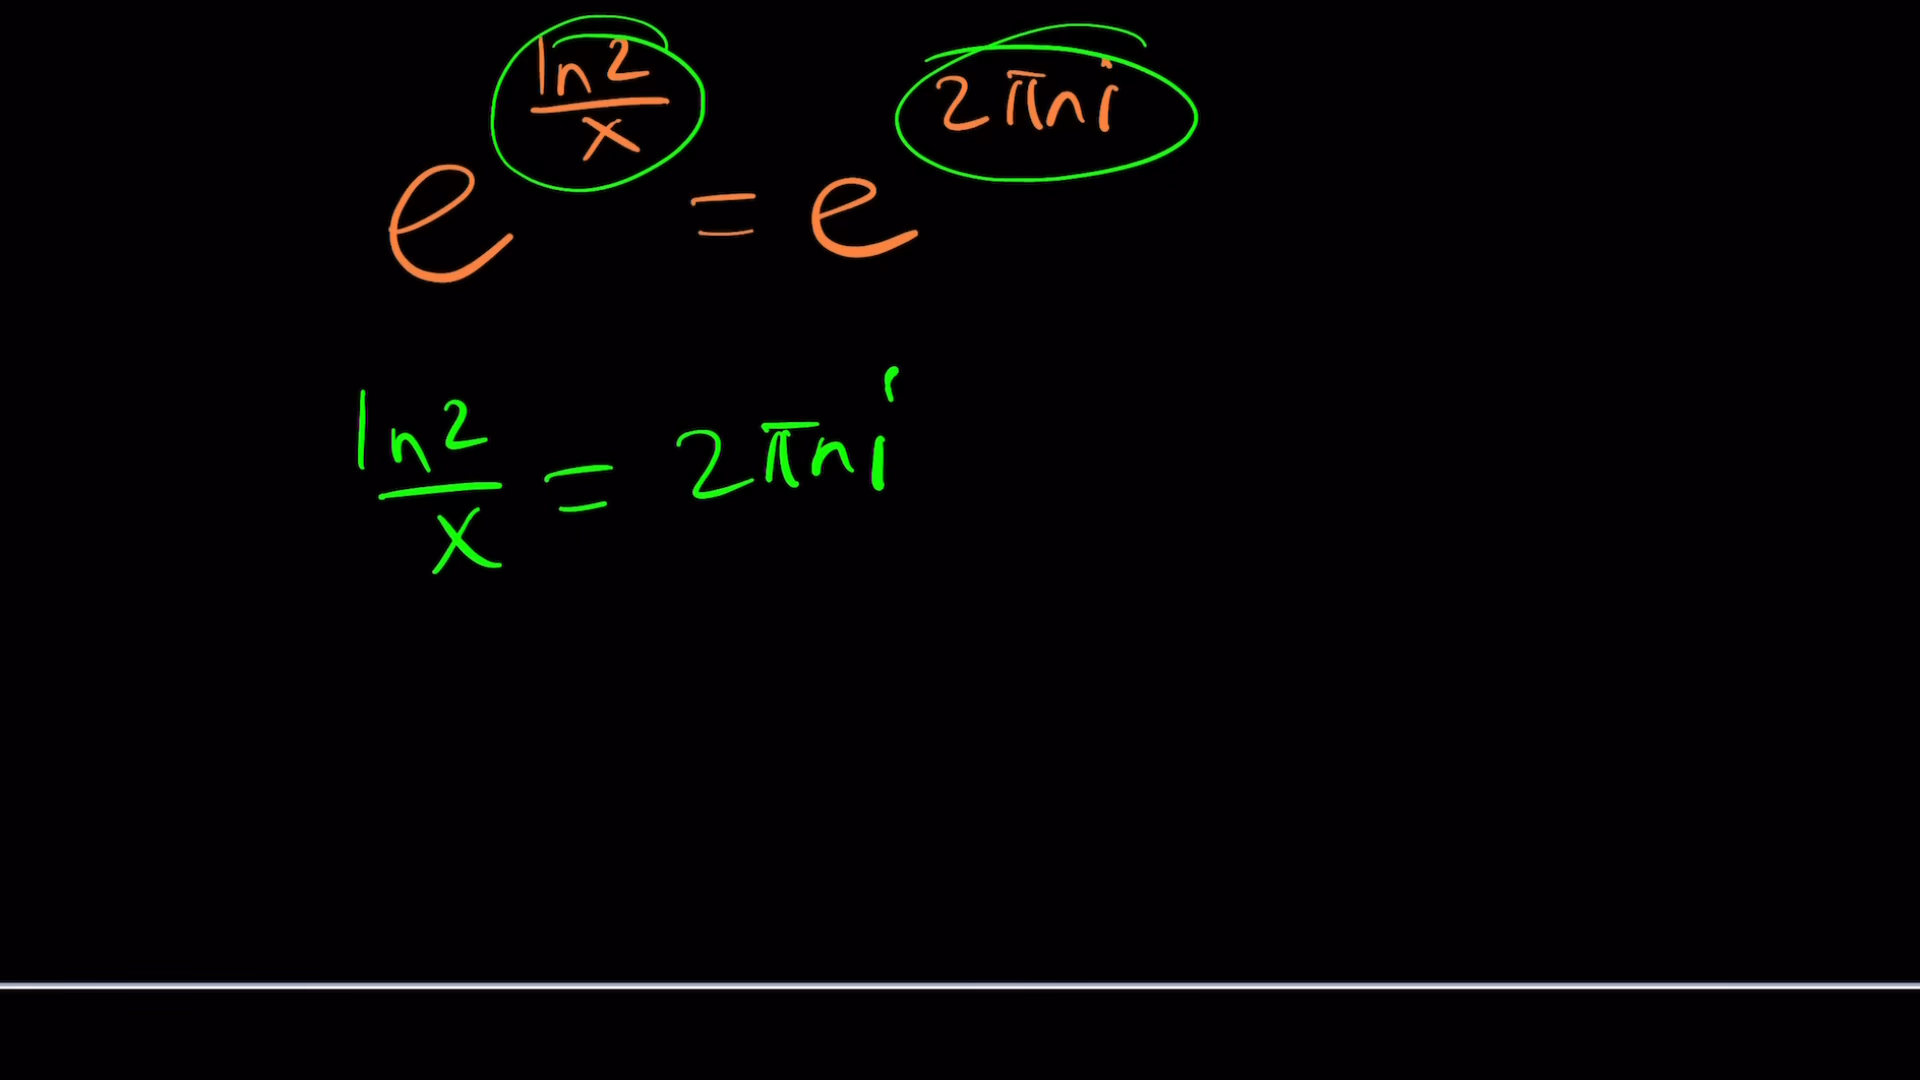 e^(ln2/x) = e^(2πni)
ln2/x = 2πni